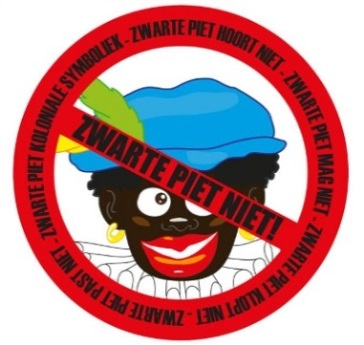 ZWARTE PIET KOLONIALE SYMBOLIEK - ZWARTE PIET HOORT NIET - ZWARTE PIET MAG NIET - ZWARTE PIET KLOPT NIET - ZWARTE PIET PAST NIET -
ZWARTE PIET NIET!